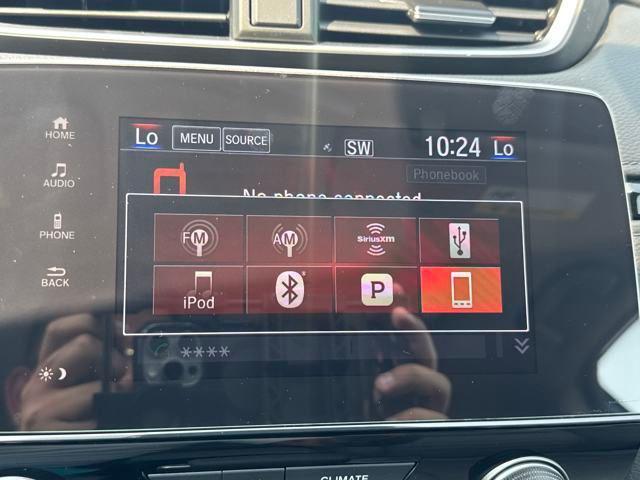 HOME
AUDIO
PHONE
BACK
Lo MENU SOURCE SW 10:24 Lo
Phonebook
No phone connected
FM AM SiriusXM
iPod P
****
CLIMATE